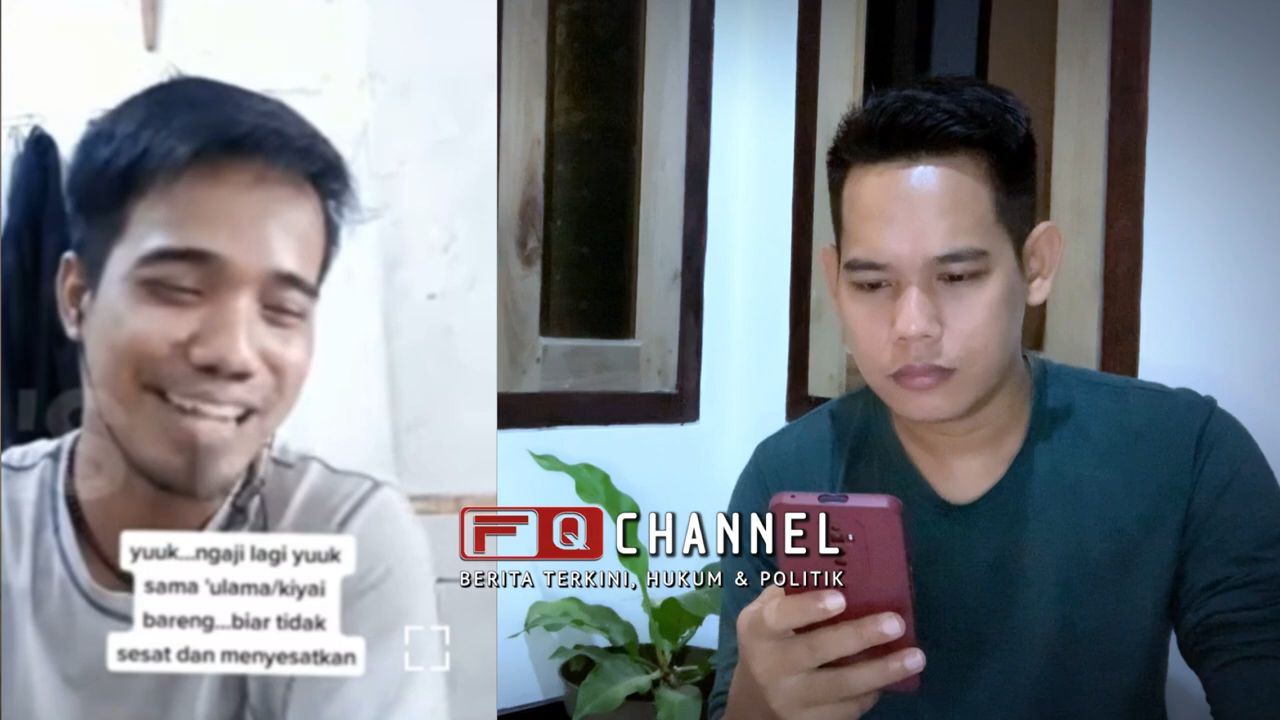 yuuk...ngaji lagi yuuk
sama 'ulama/kiyai
bareng...biar tidak
sesat dan menyesatkan
FQ CHANNEL
BERITA TERKINI, HUKUM & POLITIK